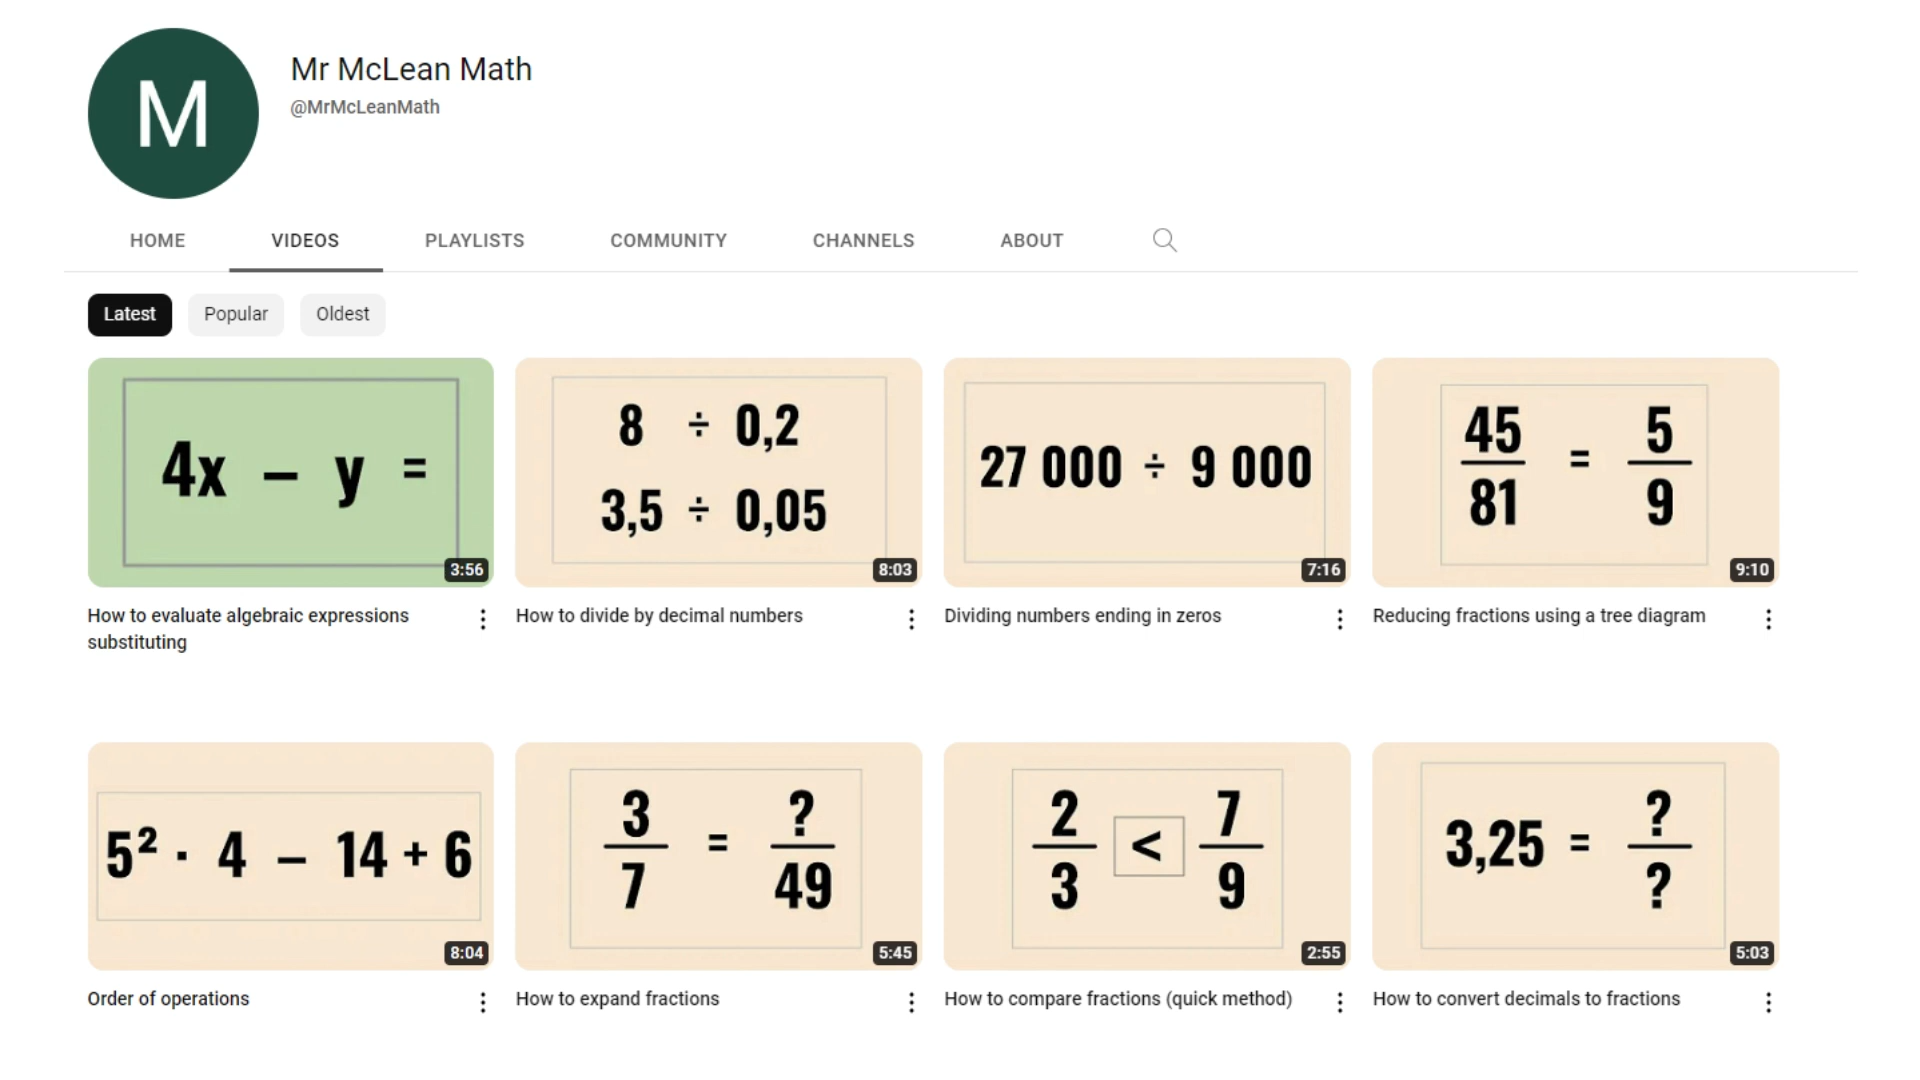 M
Mr McLean Math
@MrMcLeanMath
HOME VIDEOS PLAYLISTS COMMUNITY CHANNELS ABOUT
Latest Popular Oldest
4x – y =
3:56
8 ÷ 0,2
3,5 ÷ 0,05
8:03
27 000 ÷ 9 000
7:16
45/81 = 5/9
9:10
How to evaluate algebraic expressions
substituting
How to divide by decimal numbers
Dividing numbers ending in zeros
Reducing fractions using a tree diagram
5² · 4 – 14 + 6
8:04
3/7 = ?/49
5:45
2/3 < 7/9
2:55
3,25 = ?/?
5:03
Order of operations
How to expand fractions
How to compare fractions (quick method)
How to convert decimals to fractions